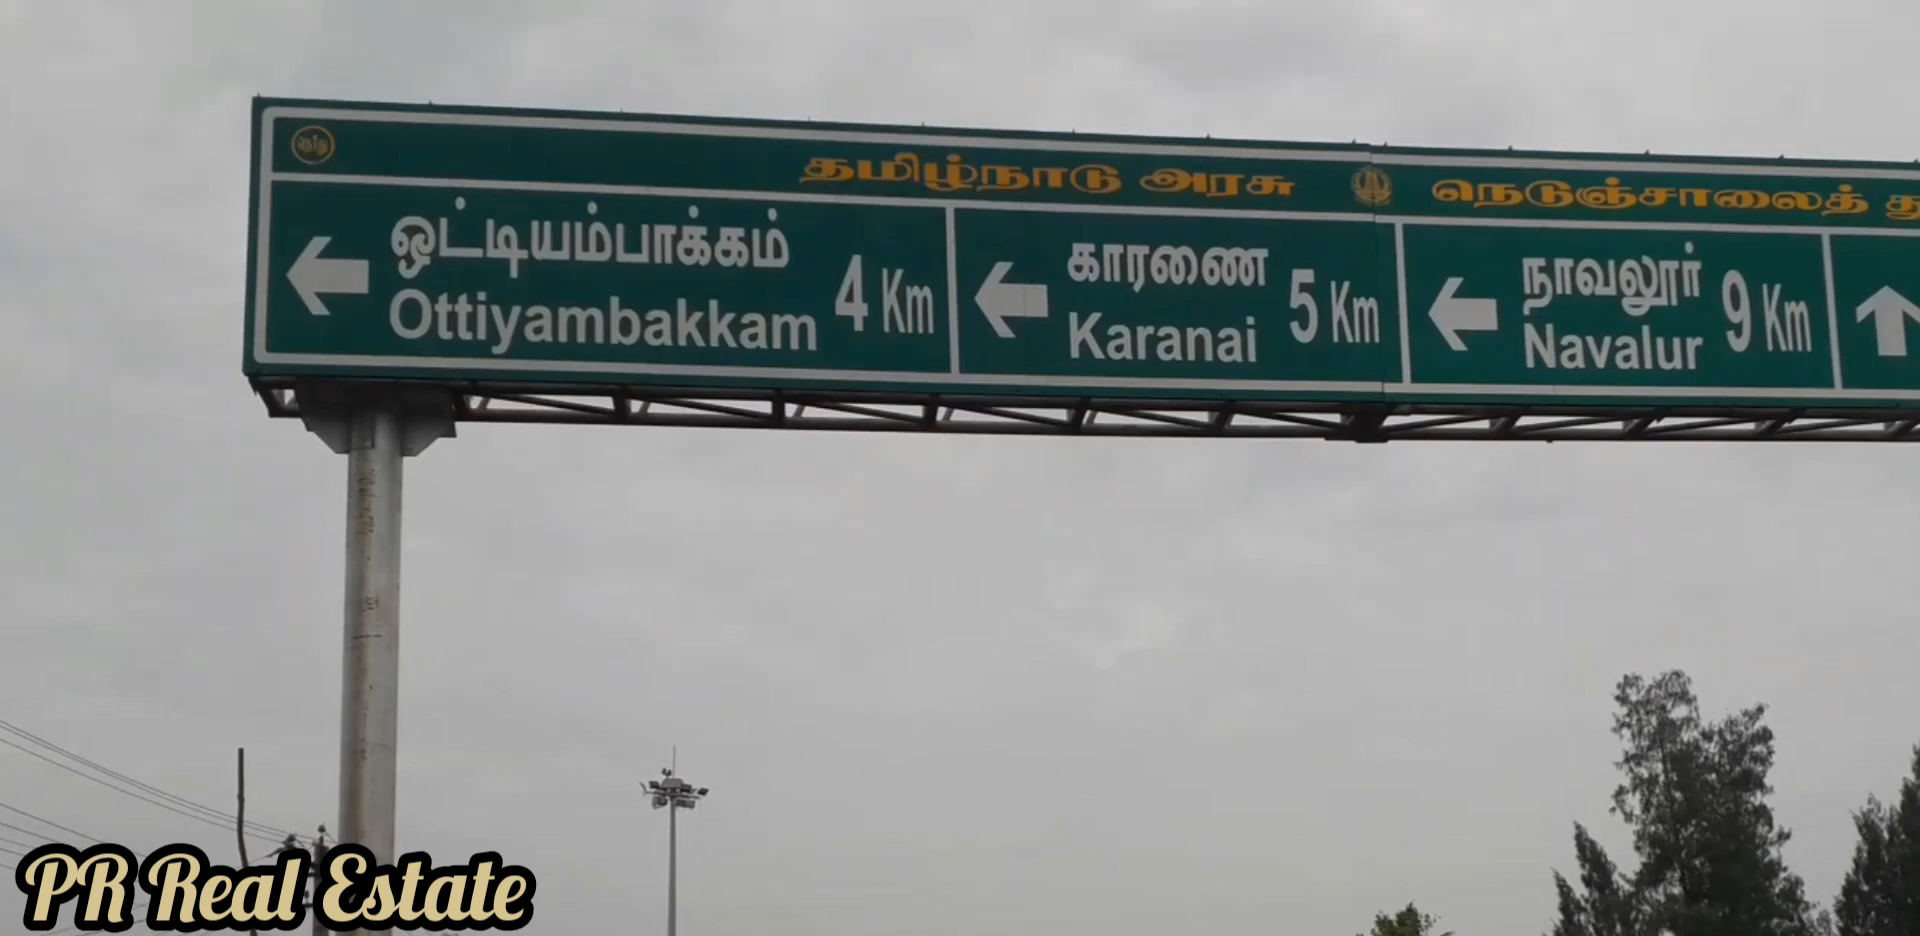 தமிழ்நாடு அரசு நெடுஞ்சாலைத்
ஒட்டியம்பாக்கம்
Ottiyambakkam
4 Km
காரணை
Karanai
5 Km
நாவலூர்
Navalur
9 Km
PR Real Estate